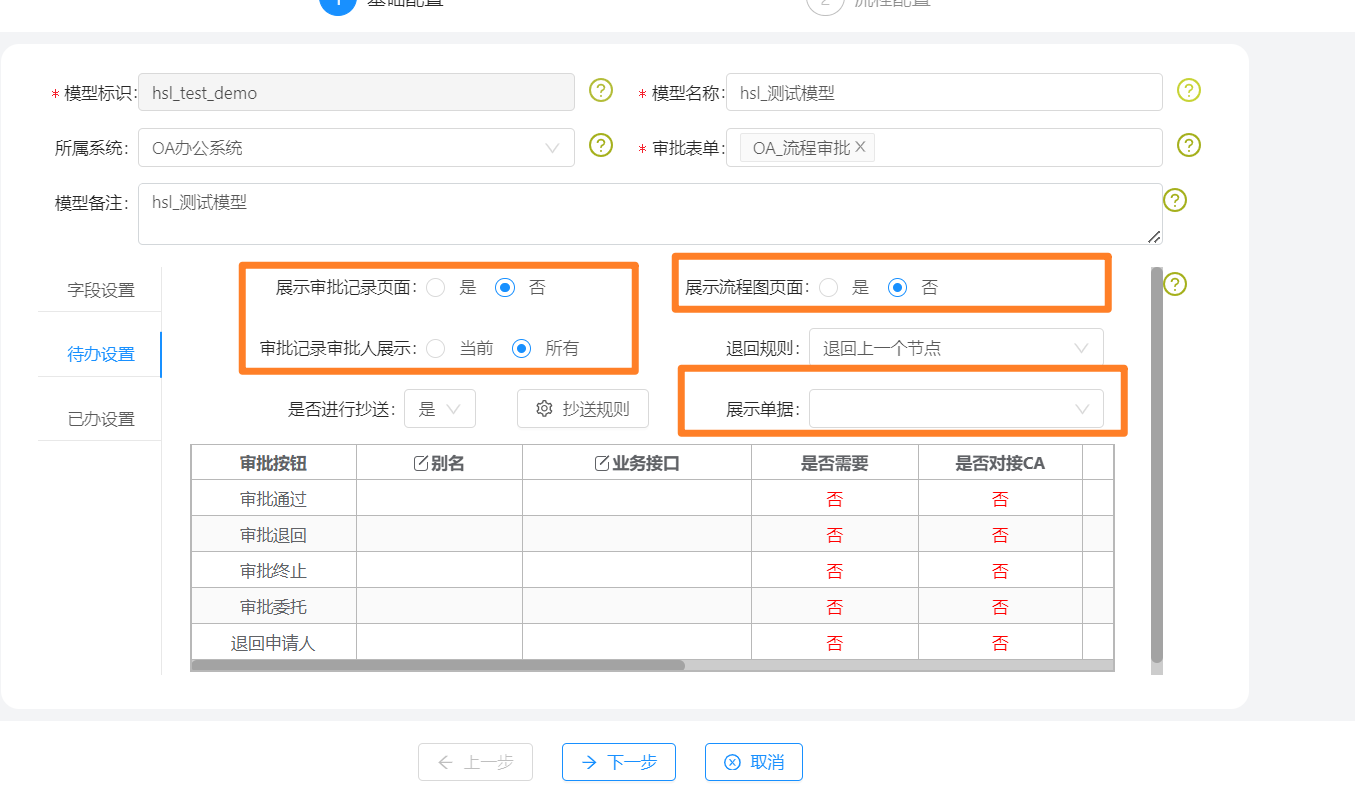 1 基础配置 2 流程配置
* 模型标识: hsl_test_demo ? * 模型名称: hsl_测试模型 ?
所属系统: OA办公系统 ? * 审批表单: OA_流程审批 ?
模型备注: hsl_测试模型 ?
字段设置
待办设置
已办设置
展示审批记录页面: 是 否 展示流程图页面: 是 否 ?
审批记录审批人展示: 当前 所有 退回规则: 退回上一个节点
是否进行抄送: 是 抄送规则 展示单据:
审批按钮 别名 业务接口 是否需要 是否对接CA
审批通过 否 否
审批退回 否 否
审批终止 否 否
审批委托 否 否
退回申请人 否 否
上一步 下一步 取消